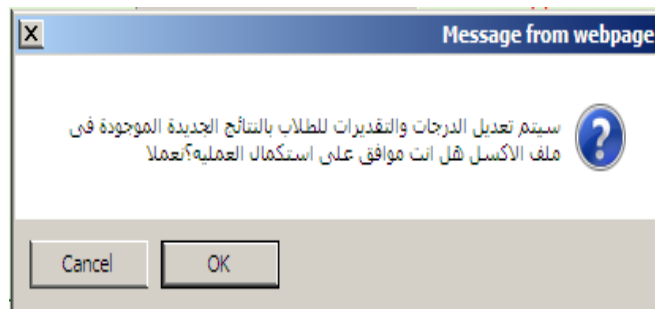 Message from webpage
سيتم تعديل الدرجات والتقديرات للطلاب بالنتائج الجديدة الموجودة فى
ملف الاكسل هل انت موافق على استكمال العمليه؟نعملا
Cancel OK